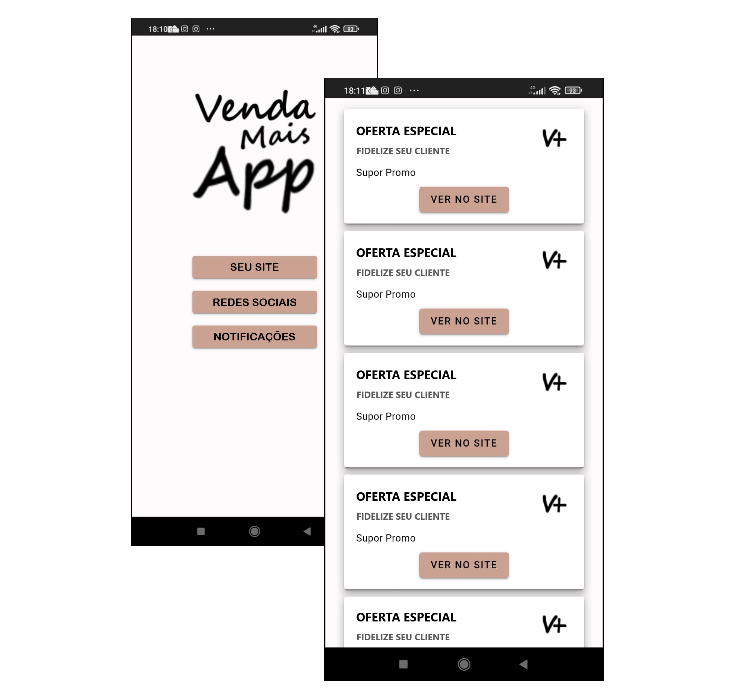 18:10
Venda
Mais
App
SEU SITE
REDES SOCIAIS
NOTIFICAÇÕES
18:11
OFERTA ESPECIAL
V+
FIDELIZE SEU CLIENTE
Supor Promo
VER NO SITE
OFERTA ESPECIAL
V+
FIDELIZE SEU CLIENTE
Supor Promo
VER NO SITE
OFERTA ESPECIAL
V+
FIDELIZE SEU CLIENTE
Supor Promo
VER NO SITE
OFERTA ESPECIAL
V+
FIDELIZE SEU CLIENTE
Supor Promo
VER NO SITE
OFERTA ESPECIAL
V+
FIDELIZE SEU CLIENTE